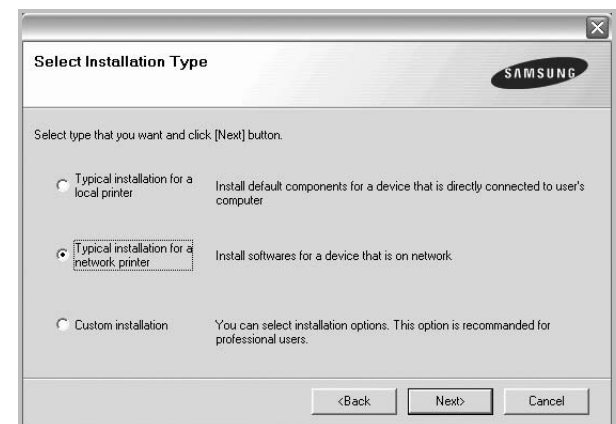 Select Installation Type
SAMSUNG
Select type that you want and click [Next] button.
Typical installation for a
local printer
Install default components for a device that is directly connected to user's
computer
Typical installation for a
network printer
Install softwares for a device that is on network
Custom installation
You can select installation options. This option is recommanded for
professional users.
<Back
Next>
Cancel